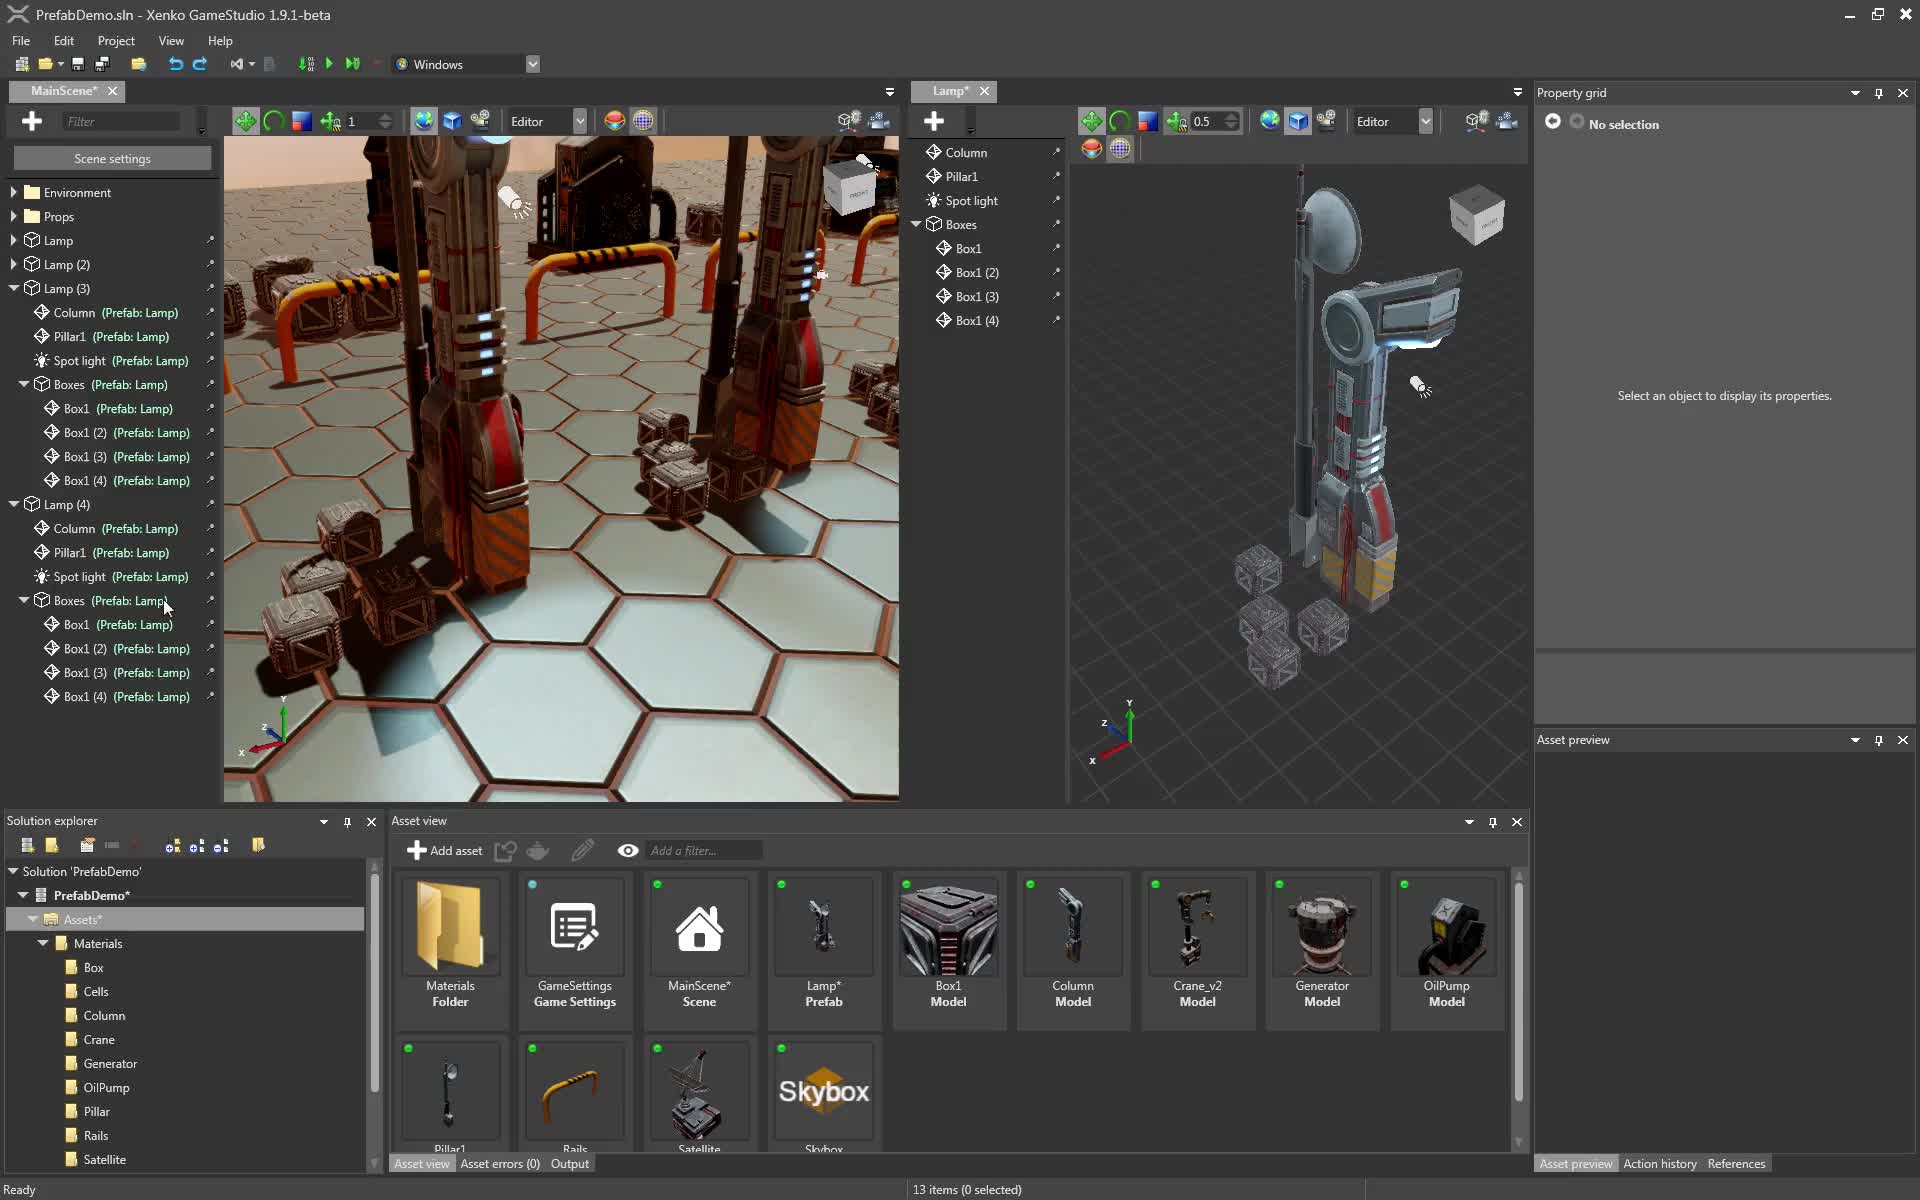 PrefabDemo.sln - Xenko GameStudio 1.9.1-beta
File Edit Project View Help
Windows
MainScene*
Filter
1
Editor
Scene settings
Environment
Props
Lamp
Lamp (2)
Lamp (3)
Column (Prefab: Lamp)
Pillar1 (Prefab: Lamp)
Spot light (Prefab: Lamp)
Boxes (Prefab: Lamp)
Box1 (Prefab: Lamp)
Box1 (2) (Prefab: Lamp)
Box1 (3) (Prefab: Lamp)
Box1 (4) (Prefab: Lamp)
Lamp (4)
Column (Prefab: Lamp)
Pillar1 (Prefab: Lamp)
Spot light (Prefab: Lamp)
Boxes (Prefab: Lamp)
Box1 (Prefab: Lamp)
Box1 (2) (Prefab: Lamp)
Box1 (3) (Prefab: Lamp)
Box1 (4) (Prefab: Lamp)
Y
Z
X
Lamp*
0.5
Editor
Column
Pillar1
Spot light
Boxes
Box1
Box1 (2)
Box1 (3)
Box1 (4)
Y
Z
X
Property grid
No selection
Select an object to display its properties.
Asset preview
Solution explorer
Solution 'PrefabDemo'
PrefabDemo*
Assets*
Materials
Box
Cells
Column
Crane
Generator
OilPump
Pillar
Rails
Satellite
Asset view
Add asset
Add a filter...
Materials
Folder
GameSettings
Game Settings
MainScene*
Scene
Lamp*
Prefab
Box1
Model
Column
Model
Crane_v2
Model
Generator
Model
OilPump
Model
Pillar1
Rails
Satellite
Skybox
Skybox
Asset view Asset errors (0) Output
Asset preview Action history References
Ready
13 items (0 selected)